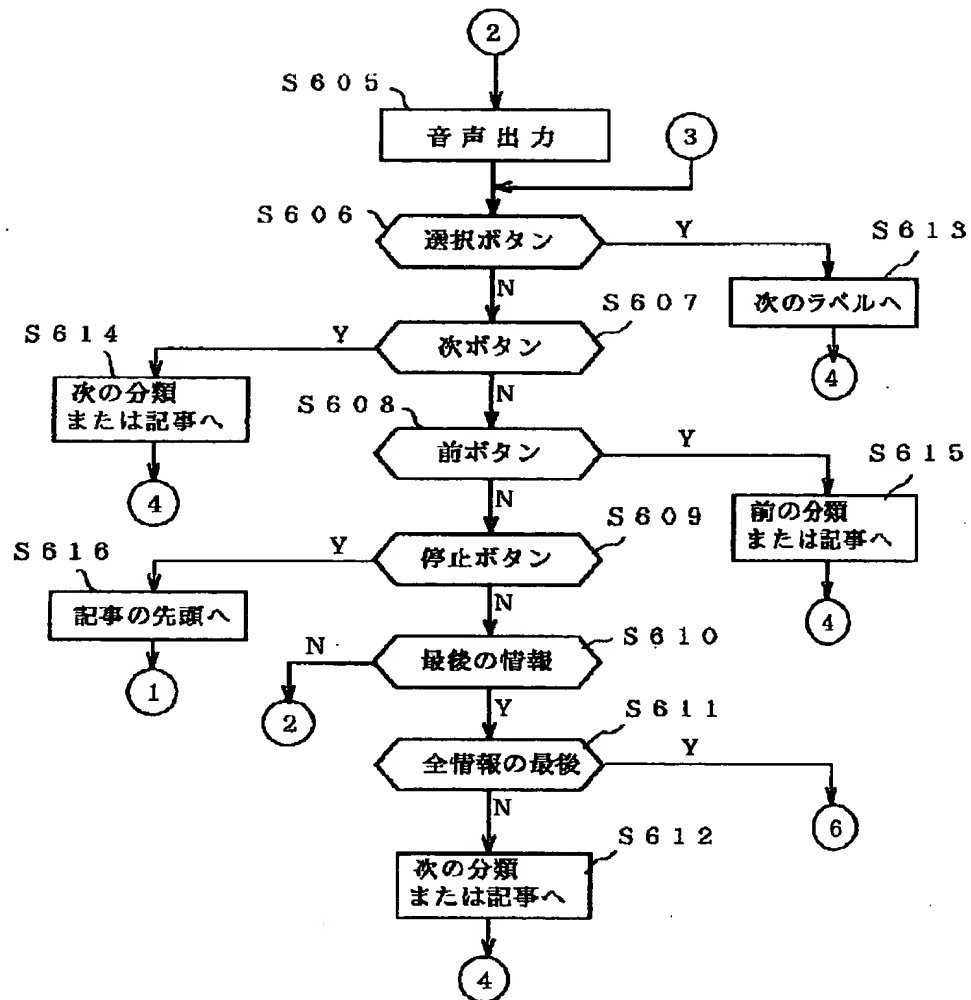 2
S605
音声出力
3
S606
選択ボタン
Y
S613
N
次のラベルへ
S607
4
S614
Y
次ボタン
次の分類
または記事へ
N
S608
4
前ボタン
Y
S615
N
前の分類
または記事へ
S609
4
S616
Y
停止ボタン
記事の先頭へ
N
1
S610
N
最後の情報
2
Y
S611
全情報の最後
Y
N
6
S612
次の分類
または記事へ
4